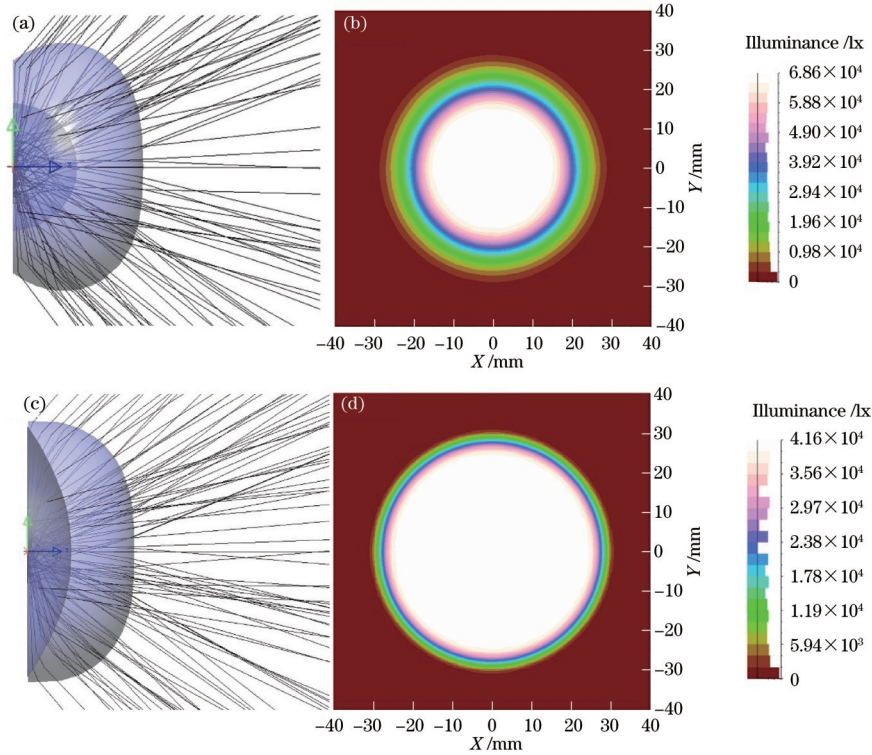 (a)
(b)
40
30
20
10
0
−10
−20
−30
−40
Y /mm
−40 −30 −20 −10 0 10 20 30 40
X /mm
Illuminance /lx
6.86×10⁴
5.88×10⁴
4.90×10⁴
3.92×10⁴
2.94×10⁴
1.96×10⁴
0.98×10⁴
0
(c)
(d)
40
30
20
10
0
−10
−20
−30
−40
Y /mm
−40 −30 −20 −10 0 10 20 30 40
X /mm
Illuminance /lx
4.16×10⁴
3.56×10⁴
2.97×10⁴
2.38×10⁴
1.78×10⁴
1.19×10⁴
5.94×10³
0